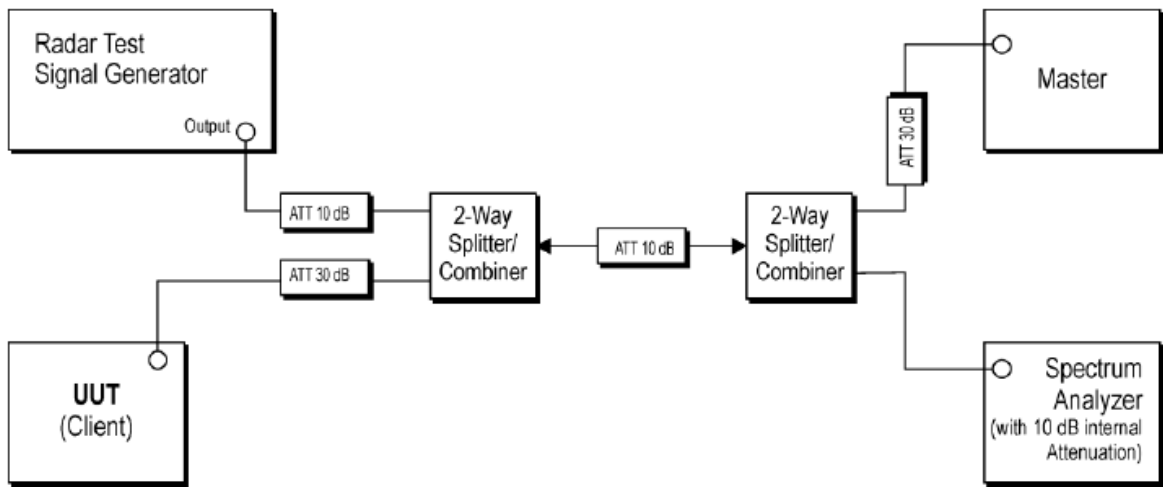 Radar Test
Signal Generator
Output
ATT 10 dB
ATT 30 dB
UUT
(Client)
2-Way
Splitter/
Combiner
ATT 10 dB
2-Way
Splitter/
Combiner
ATT 30 dB
Master
Spectrum
Analyzer
(with 10 dB internal
Attenuation)